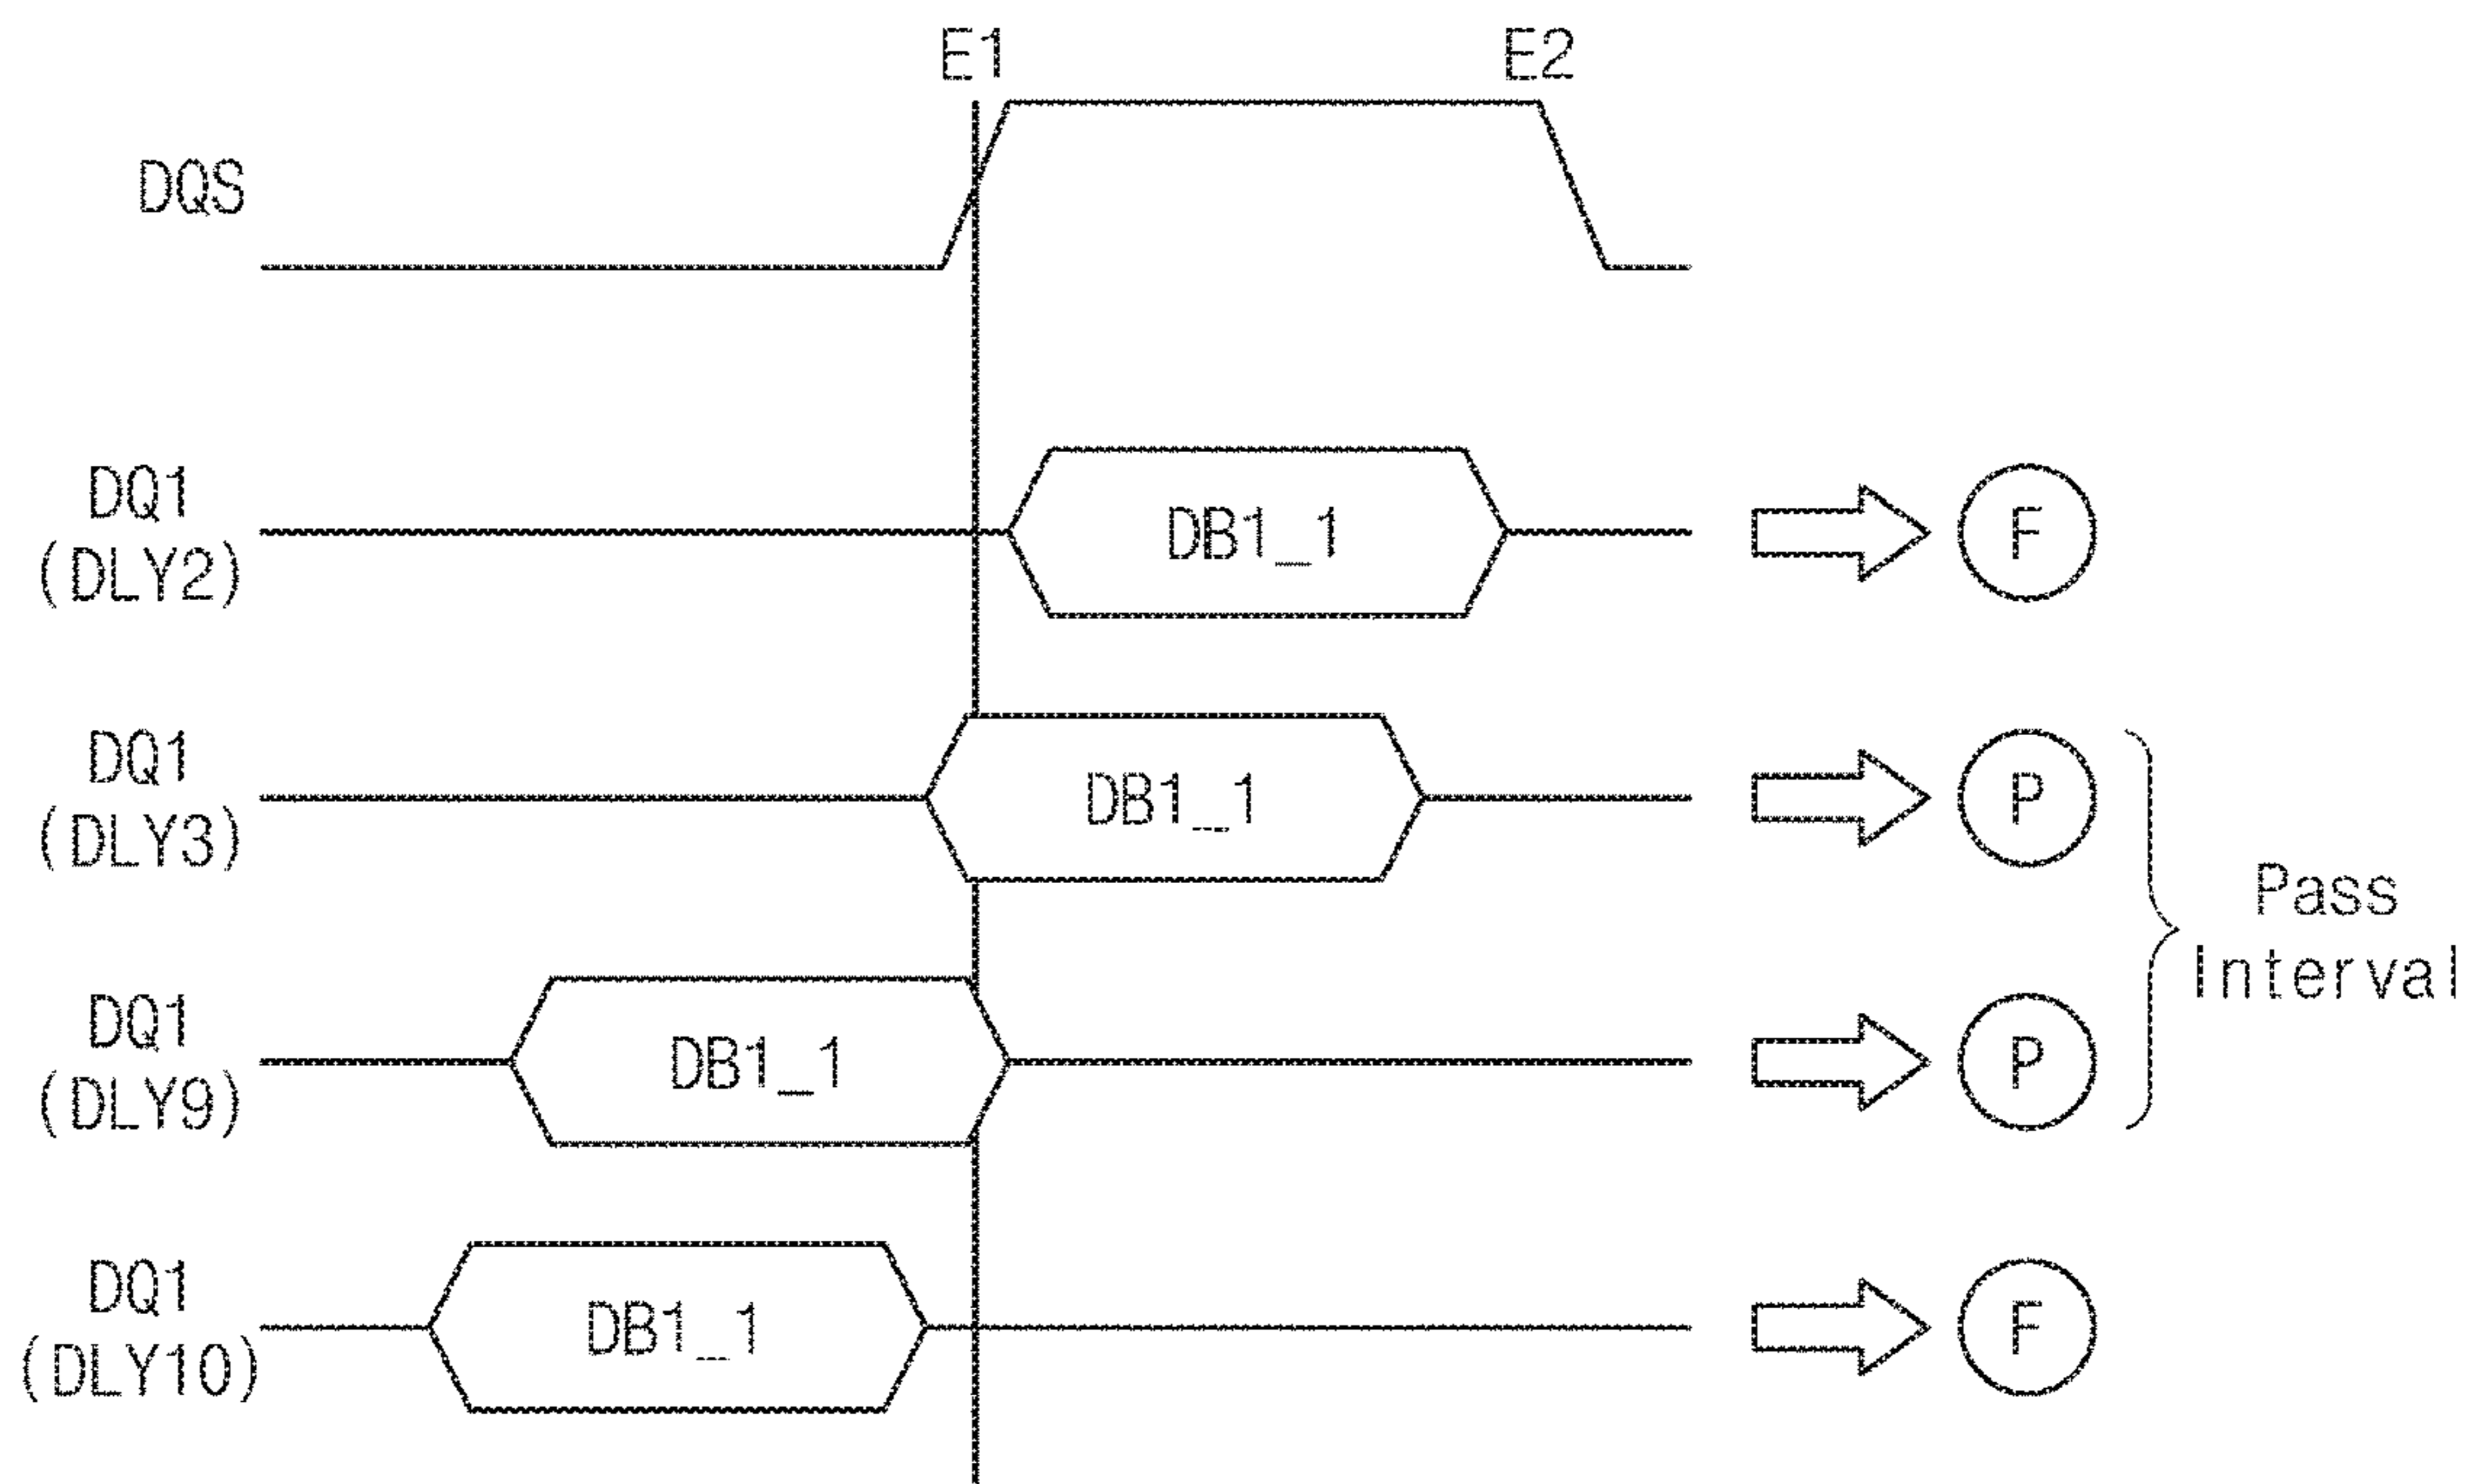 E1 E2
DQS
DQ1
(DLY2)
DB1_1
F
DQ1
(DLY3)
DB1_1
P
DQ1
(DLY9)
DB1_1
P
Pass
Interval
DQ1
(DLY10)
DB1_1
F